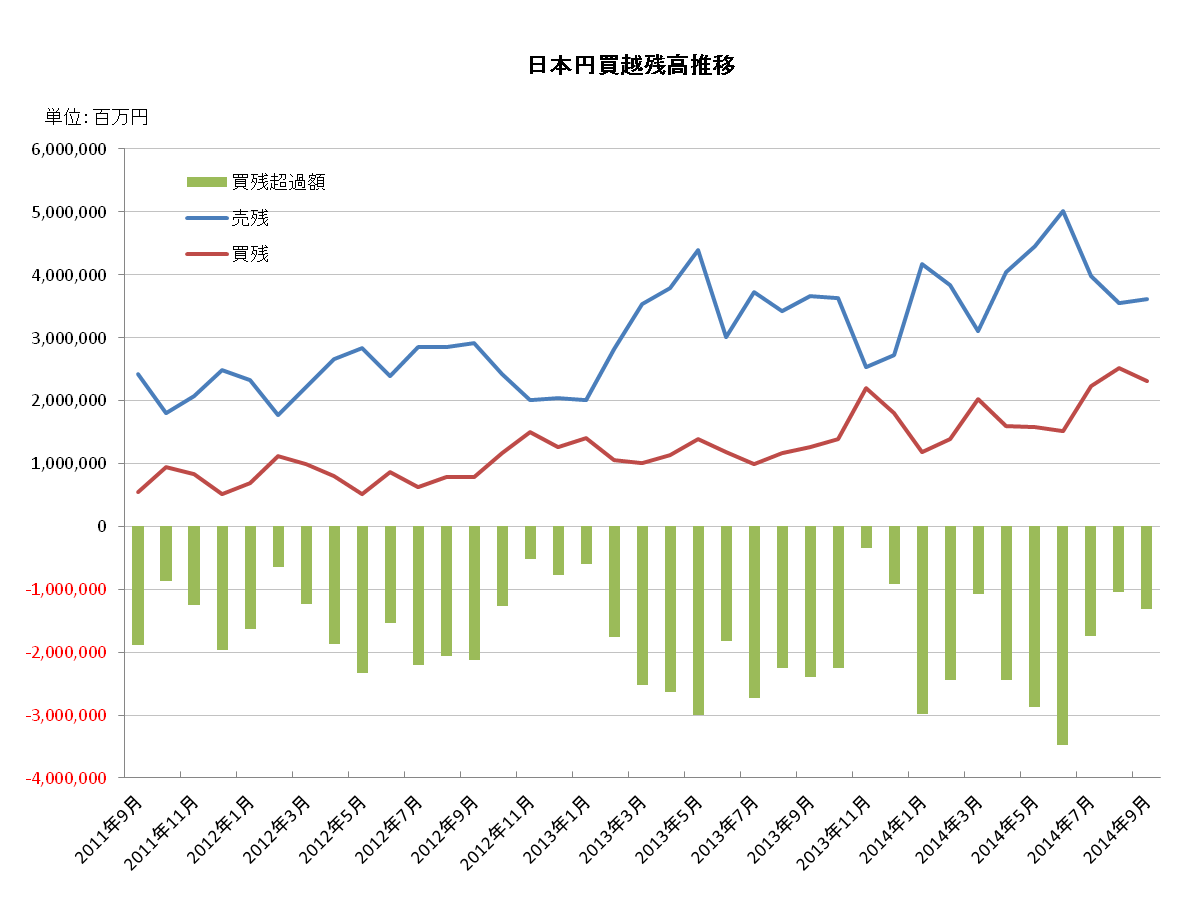 日本円買越残高推移
単位：百万円
6,000,000
5,000,000
4,000,000
3,000,000
2,000,000
1,000,000
0
-1,000,000
-2,000,000
-3,000,000
-4,000,000
買残超過額
売残
買残
2011年9月
2011年11月
2012年1月
2012年3月
2012年5月
2012年7月
2012年9月
2012年11月
2013年1月
2013年3月
2013年5月
2013年7月
2013年9月
2013年11月
2014年1月
2014年3月
2014年5月
2014年7月
2014年9月